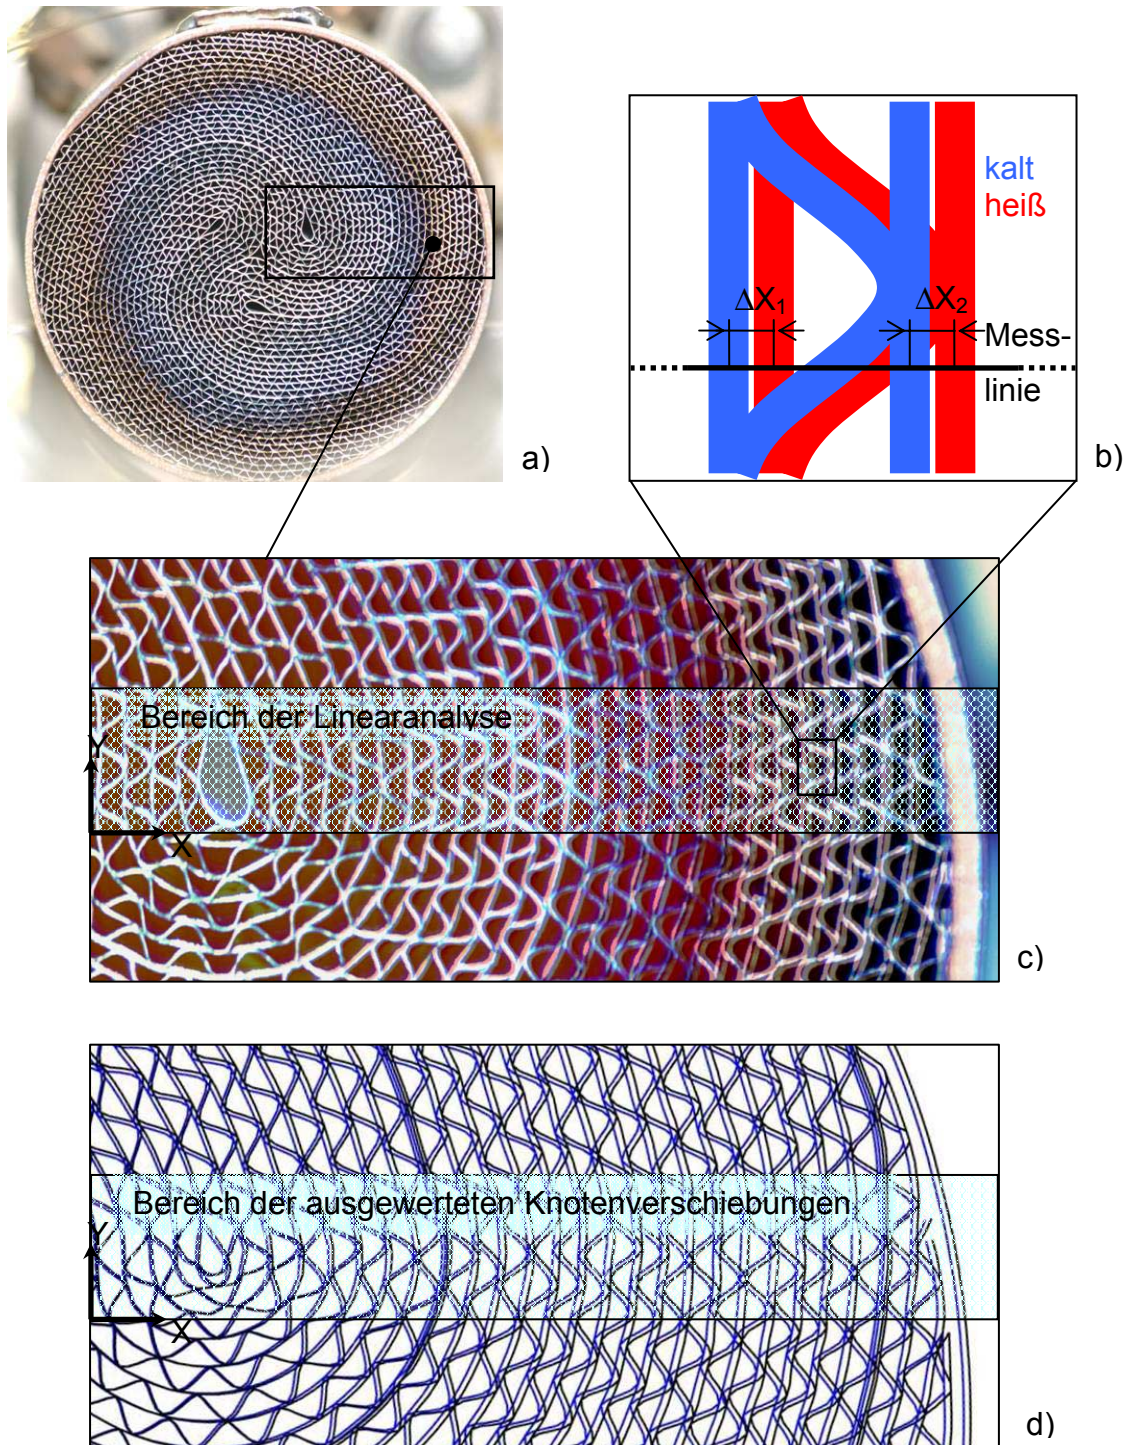 a)
kalt
heiß
ΔX₁
ΔX₂
Mess-
linie
b)
Bereich der Linearanalyse
Y
X
c)
Bereich der ausgewerteten Knotenverschiebungen
Y
X
d)